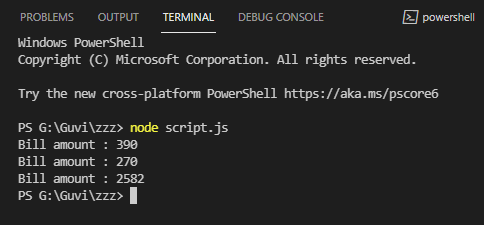 PROBLEMS OUTPUT TERMINAL DEBUG CONSOLE powershell
Windows PowerShell
Copyright (C) Microsoft Corporation. All rights reserved.
Try the new cross-platform PowerShell https://aka.ms/pscore6
PS G:\Guvi\zzz> node script.js
Bill amount : 390
Bill amount : 270
Bill amount : 2582
PS G:\Guvi\zzz>